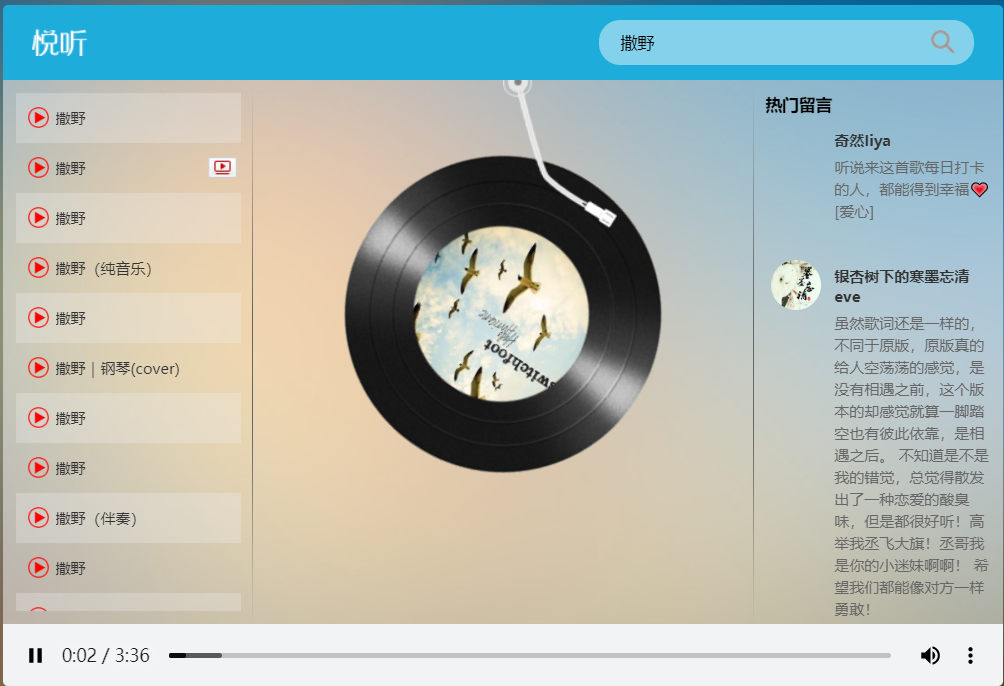 悦听
撒野
撒野
撒野
撒野
撒野（纯音乐）
撒野
撒野 | 钢琴(cover)
撒野
撒野
撒野（伴奏）
撒野
switchfoot
热门留言
奇然liya
听说来这首歌每日打卡
的人，都能得到幸福
[爱心]
银杏树下的寒墨忘清
eve
虽然歌词还是一样的，
不同于原版，原版真的
给人空荡荡的感觉，是
没有相遇之前，这个版
本的却感觉就算一脚踏
空也有彼此依靠，是相
遇之后。 不知道是不是
我的错觉，总觉得散发
出了一种恋爱的酸臭
味，但是都很好听！高
举我丞飞大旗！丞哥我
是你的小迷妹啊啊！ 希
望我们都能像对方一样
勇敢！
0:02 / 3:36